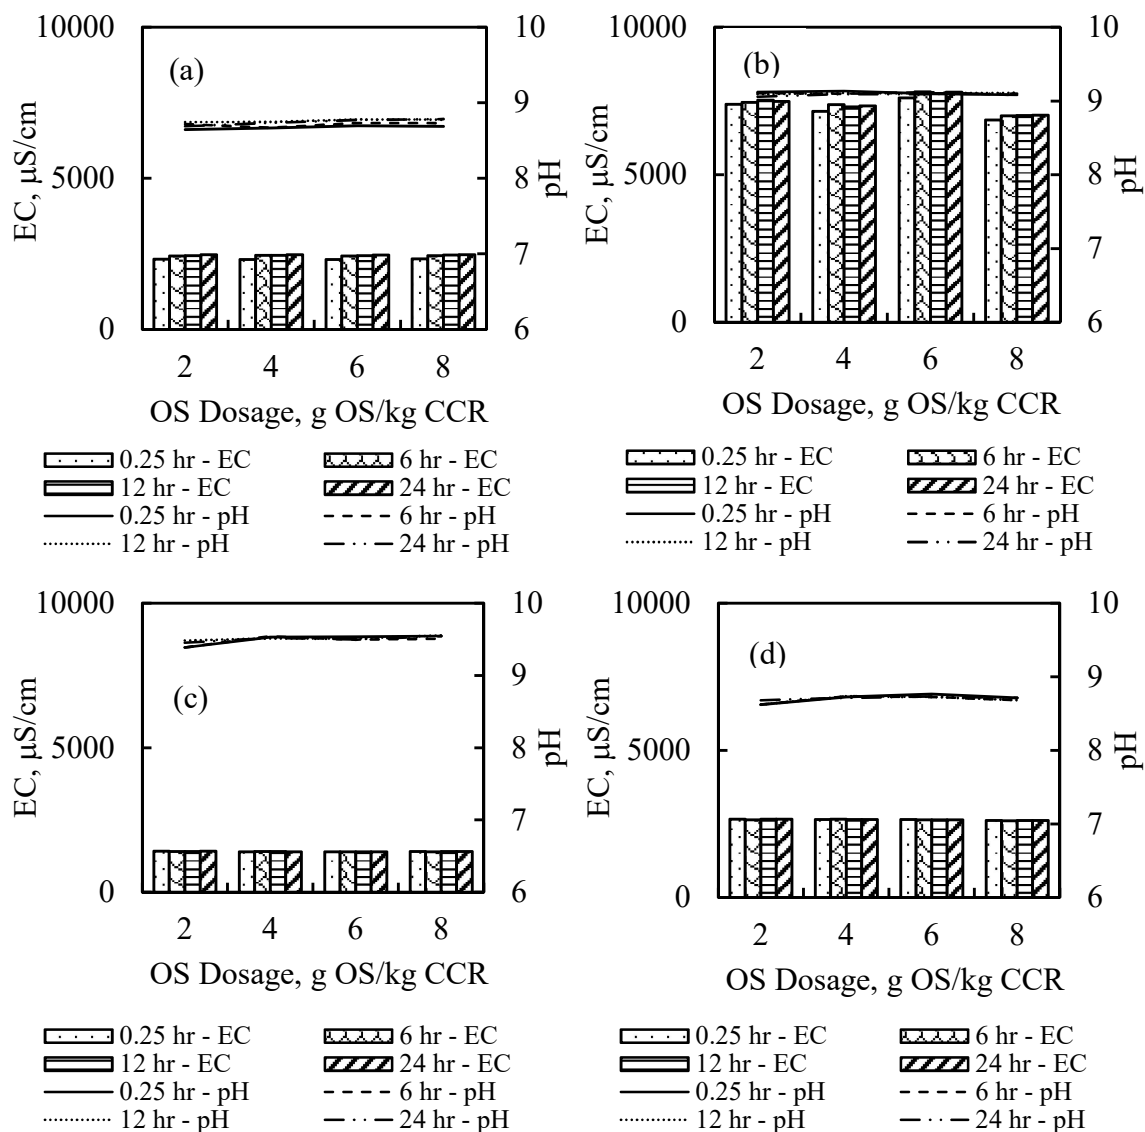 10000
5000
0
EC, µS/cm
(a)
10
9
8
7
6
pH
2 4 6 8
OS Dosage, g OS/kg CCR
0.25 hr - EC 6 hr - EC
12 hr - EC 24 hr - EC
0.25 hr - pH 6 hr - pH
12 hr - pH 24 hr - pH
10000
5000
0
EC, µS/cm
(b)
10
9
8
7
6
pH
2 4 6 8
OS Dosage, g OS/kg CCR
0.25 hr - EC 6 hr - EC
12 hr - EC 24 hr - EC
0.25 hr - pH 6 hr - pH
12 hr - pH 24 hr - pH
10000
5000
0
EC, µS/cm
(c)
10
9
8
7
6
pH
2 4 6 8
OS Dosage, g OS/kg CCR
0.25 hr - EC 6 hr - EC
12 hr - EC 24 hr - EC
0.25 hr - pH 6 hr - pH
12 hr - pH 24 hr - pH
10000
5000
0
EC, µS/cm
(d)
10
9
8
7
6
pH
2 4 6 8
OS Dosage, g OS/kg CCR
0.25 hr - EC 6 hr - EC
12 hr - EC 24 hr - EC
0.25 hr - pH 6 hr - pH
12 hr - pH 24 hr - pH